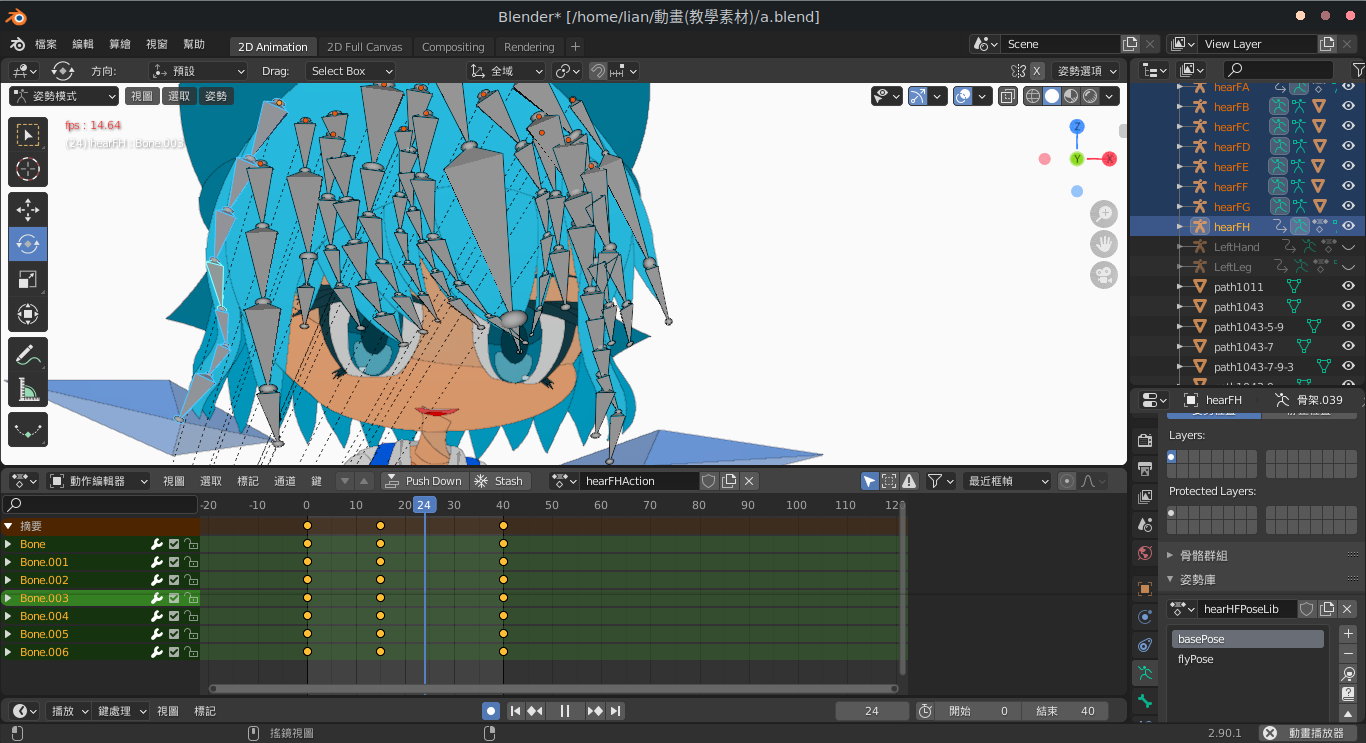 Blender* [/home/lian/動畫(教學素材)/a.blend]
檔案 編輯 算繪 視窗 幫助 2D Animation 2D Full Canvas Compositing Rendering + Scene View Layer
方向: 預設 Drag: Select Box 全域 X 姿勢選項
姿勢模式 視圖 選取 姿勢
fps : 14.64
(24) hearFH : Bone.003
Z
Y
X
hearFA
hearFB
hearFC
hearFD
hearFE
hearFF
hearFG
hearFH
LeftHand
LeftLeg
path1011
path1043
path1043-5-9
path1043-7
path1043-7-9-3
hearFH 骨架.039
Layers:
Protected Layers:
骨骼群組
姿勢庫
hearHFPoseLib
basePose
flyPose
動作編輯器 視圖 選取 標記 通道 鍵 Push Down Stash hearFHAction 最近框幀
-20 -10 0 10 20 24 30 40 50 60 70 80 90 100 110 120
摘要
Bone
Bone.001
Bone.002
Bone.003
Bone.004
Bone.005
Bone.006
播放 鍵處理 視圖 標記 24 開始 0 結束 40
搖鏡視圖 2.90.1 動畫播放器